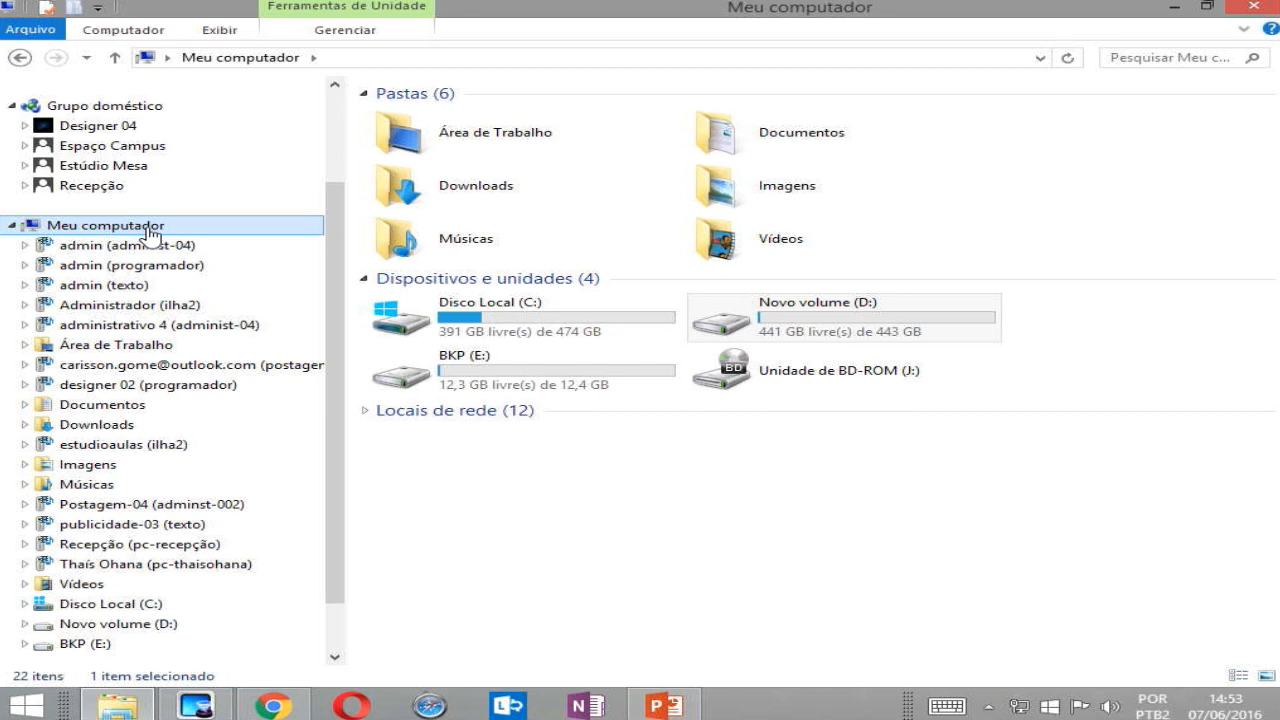 Ferramentas de Unidade
Meu computador
Arquivo Computador Exibir Gerenciar
Meu computador
Pesquisar Meu c...
Grupo doméstico
Designer 04
Espaço Campus
Estúdio Mesa
Recepção
Meu computador
admin (adminst-04)
admin (programador)
admin (texto)
Administrador (ilha2)
administrativo 4 (administ-04)
Área de Trabalho
carisson.gome@outlook.com (postagen
designer 02 (programador)
Documentos
Downloads
estudioaulas (ilha2)
Imagens
Músicas
Postagem-04 (adminst-002)
publicidade-03 (texto)
Recepção (pc-recepção)
Thaís Ohana (pc-thaisohana)
Vídeos
Disco Local (C:)
Novo volume (D:)
BKP (E:)
Pastas (6)
Área de Trabalho
Documentos
Downloads
Imagens
Músicas
Vídeos
Dispositivos e unidades (4)
Disco Local (C:)
391 GB livre(s) de 474 GB
Novo volume (D:)
441 GB livre(s) de 443 GB
BKP (E:)
12,3 GB livre(s) de 12,4 GB
BD
Unidade de BD-ROM (J:)
Locais de rede (12)
22 itens 1 item selecionado
POR
PTB2
14:53
07/06/2016